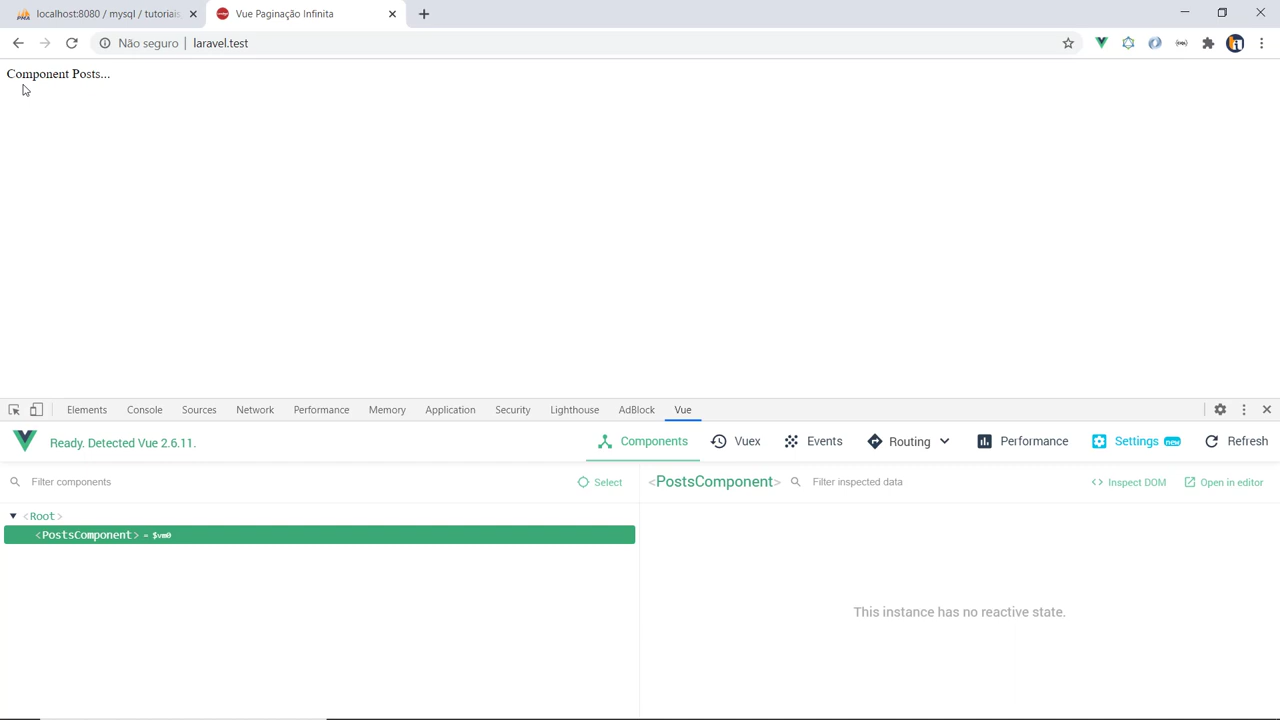 localhost:8080 / mysql / tutoriais
Vue Paginação Infinita
Não seguro
laravel.test
Component Posts...
Elements
Console
Sources
Network
Performance
Memory
Application
Security
Lighthouse
AdBlock
Vue
Ready. Detected Vue 2.6.11.
Components
Vuex
Events
Routing
Performance
Settings new
Refresh
Filter components
Select
<PostsComponent>
Filter inspected data
Inspect DOM
Open in editor
<Root>
<PostsComponent> = $vm0
This instance has no reactive state.